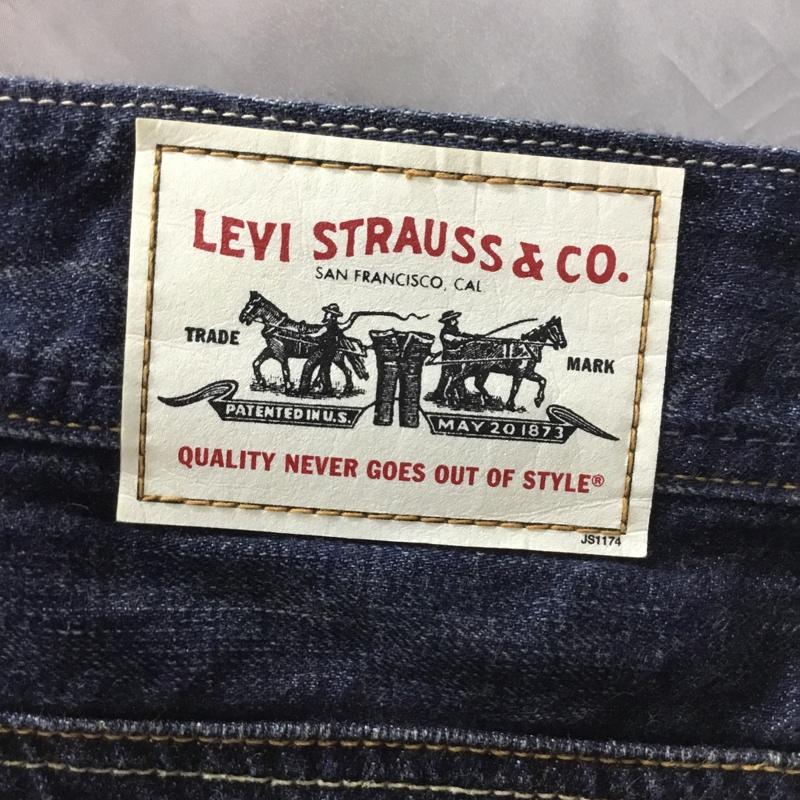 LEVI STRAUSS & CO.
SAN FRANCISCO, CAL
TRADE MARK
PATENTED IN U.S. MAY 20 1873
QUALITY NEVER GOES OUT OF STYLE®
JS1174